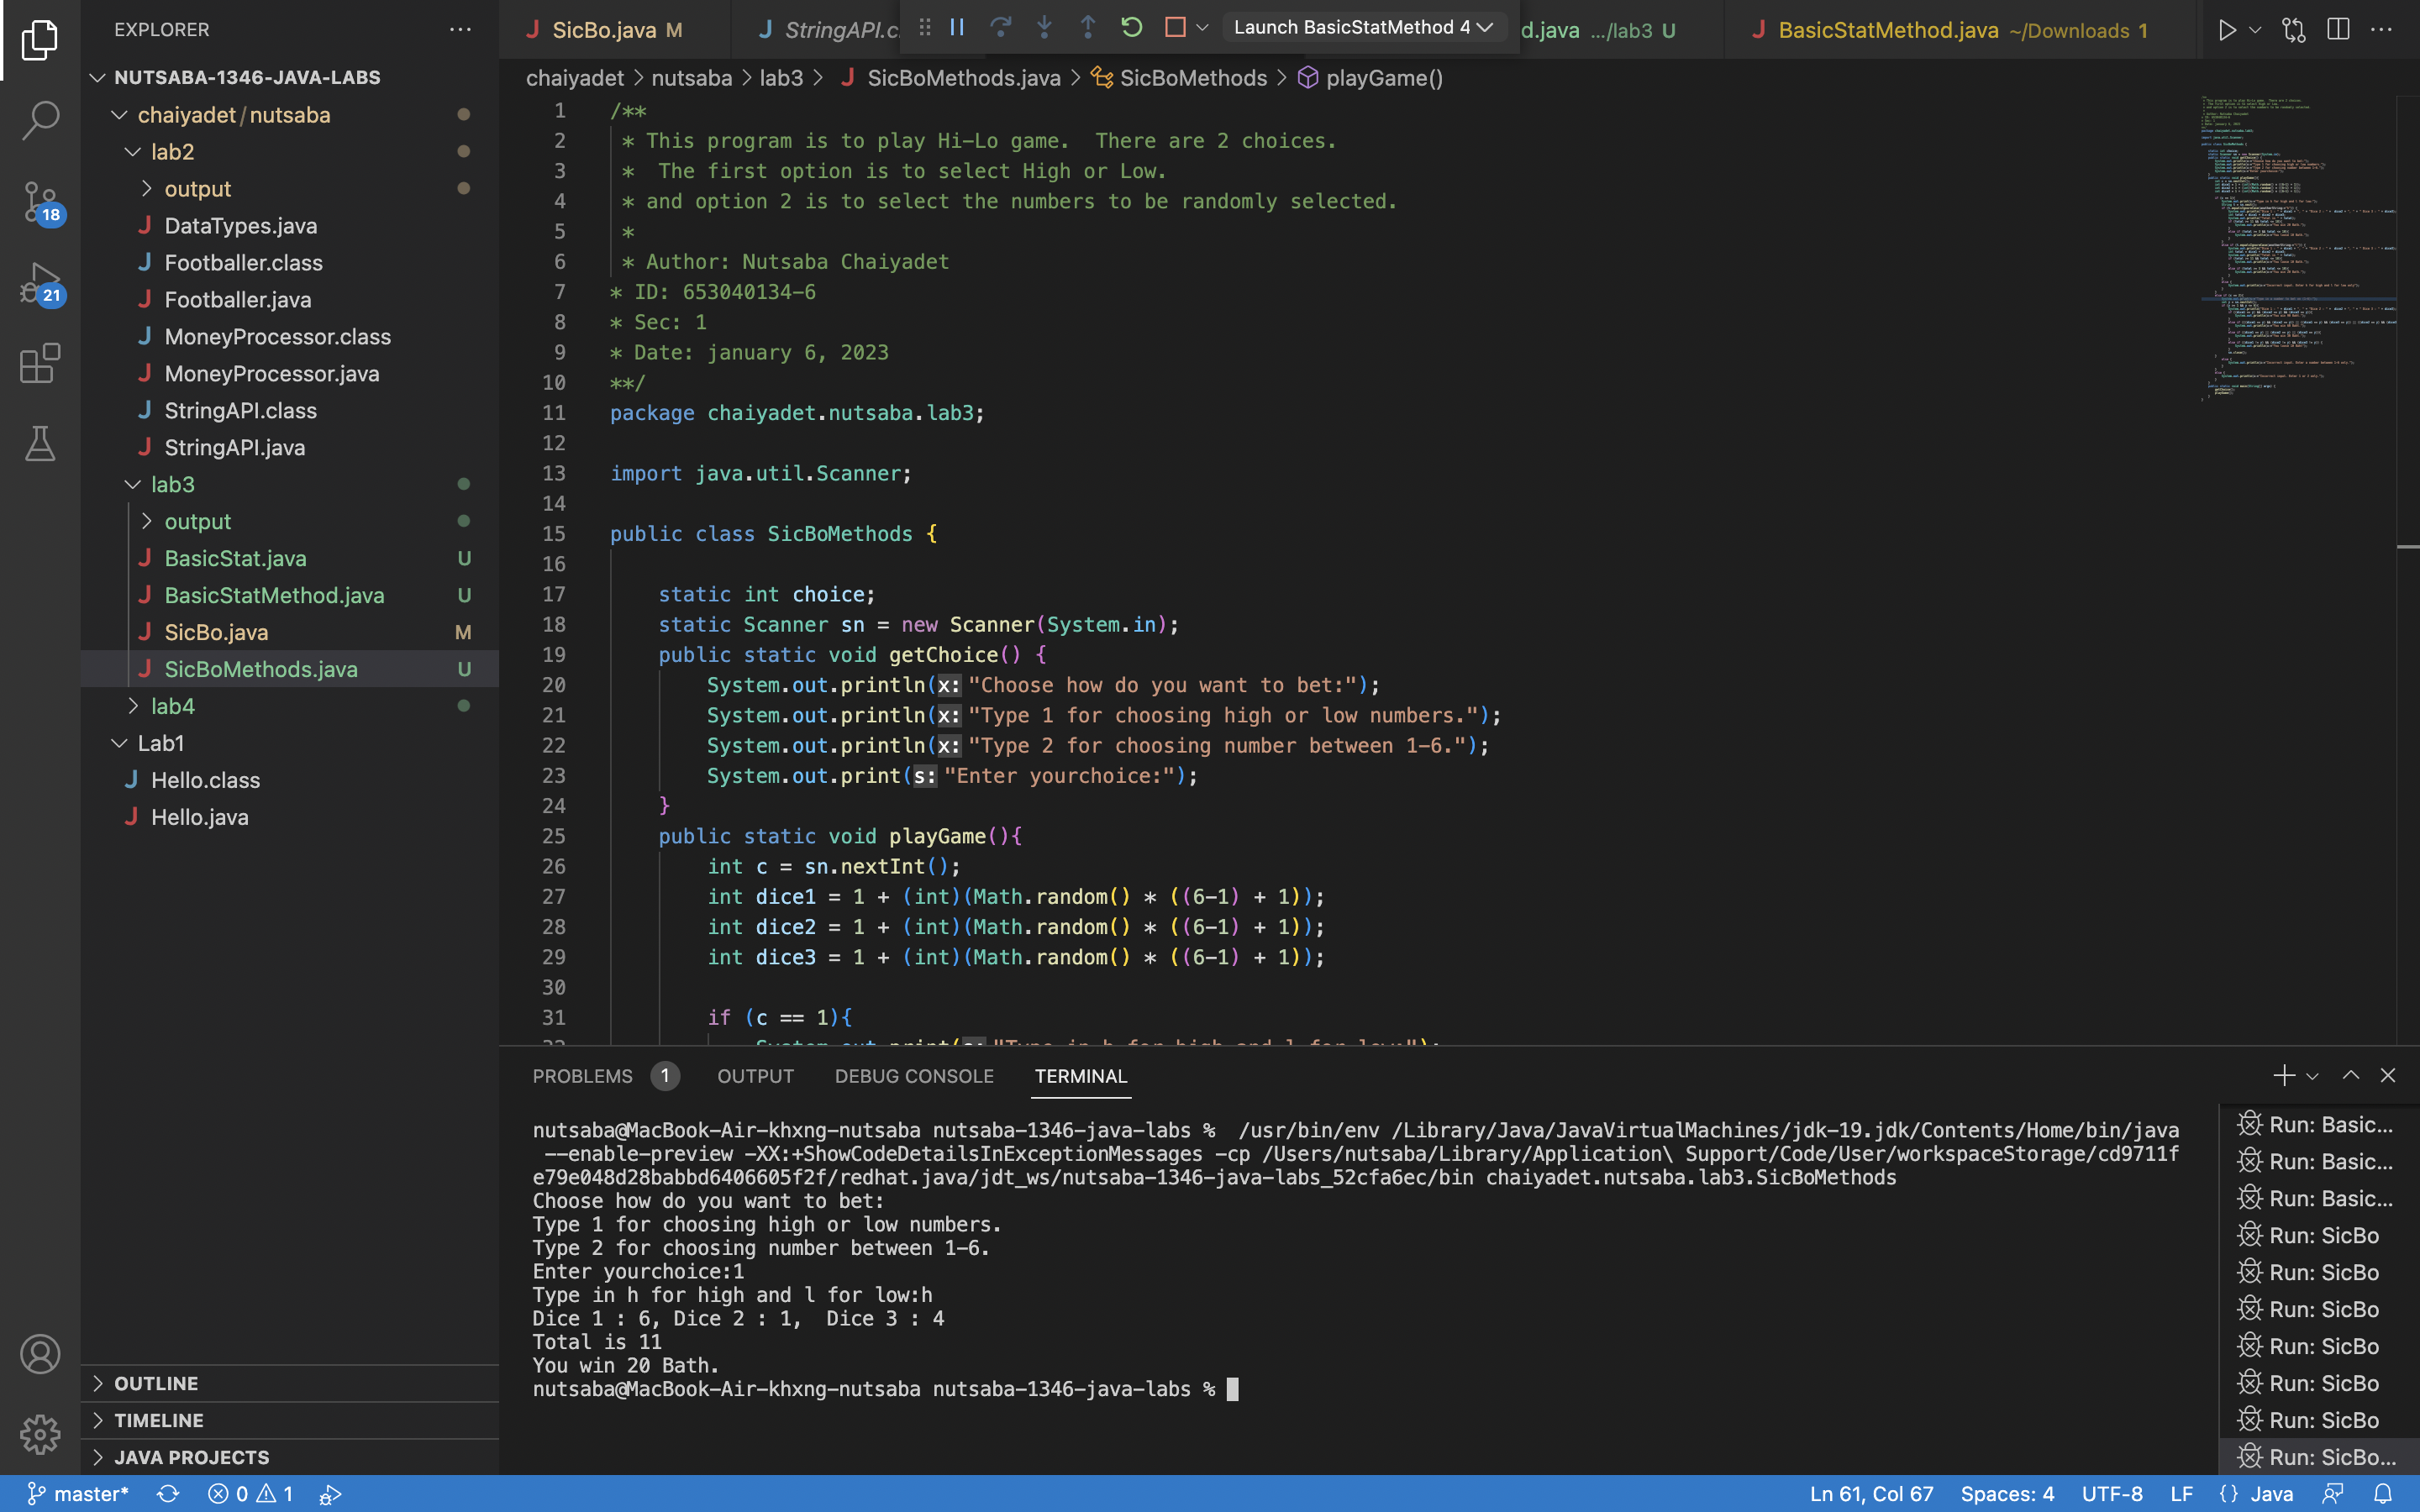 EXPLORER
NUTSABA-1346-JAVA-LABS
chaiyadet/nutsaba
lab2
output
DataTypes.java
Footballer.class
Footballer.java
MoneyProcessor.class
MoneyProcessor.java
StringAPI.class
StringAPI.java
lab3
output
BasicStat.java U
BasicStatMethod.java U
SicBo.java M
SicBoMethods.java U
lab4
Lab1
Hello.class
Hello.java
OUTLINE
TIMELINE
JAVA PROJECTS
18
21
SicBo.java M
StringAPI.c
Launch BasicStatMethod 4
d.java .../lab3 U
BasicStatMethod.java ~/Downloads 1
chaiyadet > nutsaba > lab3 > SicBoMethods.java > SicBoMethods > playGame()
1 /**
2 * This program is to play Hi-Lo game.  There are 2 choices.
3 *  The first option is to select High or Low.
4 * and option 2 is to select the numbers to be randomly selected.
5 *
6 * Author: Nutsaba Chaiyadet
7 * ID: 653040134-6
8 * Sec: 1
9 * Date: january 6, 2023
10 **/
11 package chaiyadet.nutsaba.lab3;
12
13 import java.util.Scanner;
14
15 public class SicBoMethods {
16
17 static int choice;
18 static Scanner sn = new Scanner(System.in);
19 public static void getChoice() {
20 System.out.println(x: "Choose how do you want to bet:");
21 System.out.println(x: "Type 1 for choosing high or low numbers.");
22 System.out.println(x: "Type 2 for choosing number between 1-6.");
23 System.out.print(s: "Enter yourchoice:");
24 }
25 public static void playGame(){
26 int c = sn.nextInt();
27 int dice1 = 1 + (int)(Math.random() * ((6-1) + 1));
28 int dice2 = 1 + (int)(Math.random() * ((6-1) + 1));
29 int dice3 = 1 + (int)(Math.random() * ((6-1) + 1));
30
31 if (c == 1){
32 System.out.print(s: "Type in h for high and l for low:");
PROBLEMS 1 OUTPUT DEBUG CONSOLE TERMINAL
nutsaba@MacBook-Air-khxng-nutsaba nutsaba-1346-java-labs %  /usr/bin/env /Library/Java/JavaVirtualMachines/jdk-19.jdk/Contents/Home/bin/java
--enable-preview -XX:+ShowCodeDetailsInExceptionMessages -cp /Users/nutsaba/Library/Application\ Support/Code/User/workspaceStorage/cd9711f
e79e048d28babbd6406605f2f/redhat.java/jdt_ws/nutsaba-1346-java-labs_52cfa6ec/bin chaiyadet.nutsaba.lab3.SicBoMethods
Choose how do you want to bet:
Type 1 for choosing high or low numbers.
Type 2 for choosing number between 1-6.
Enter yourchoice:1
Type in h for high and l for low:h
Dice 1 : 6, Dice 2 : 1,  Dice 3 : 4
Total is 11
You win 20 Bath.
nutsaba@MacBook-Air-khxng-nutsaba nutsaba-1346-java-labs %
Run: Basic...
Run: Basic...
Run: Basic...
Run: SicBo
Run: SicBo
Run: SicBo
Run: SicBo
Run: SicBo
Run: SicBo
Run: SicBo...
master* 0 1
Ln 61, Col 67 Spaces: 4 UTF-8 LF {} Java